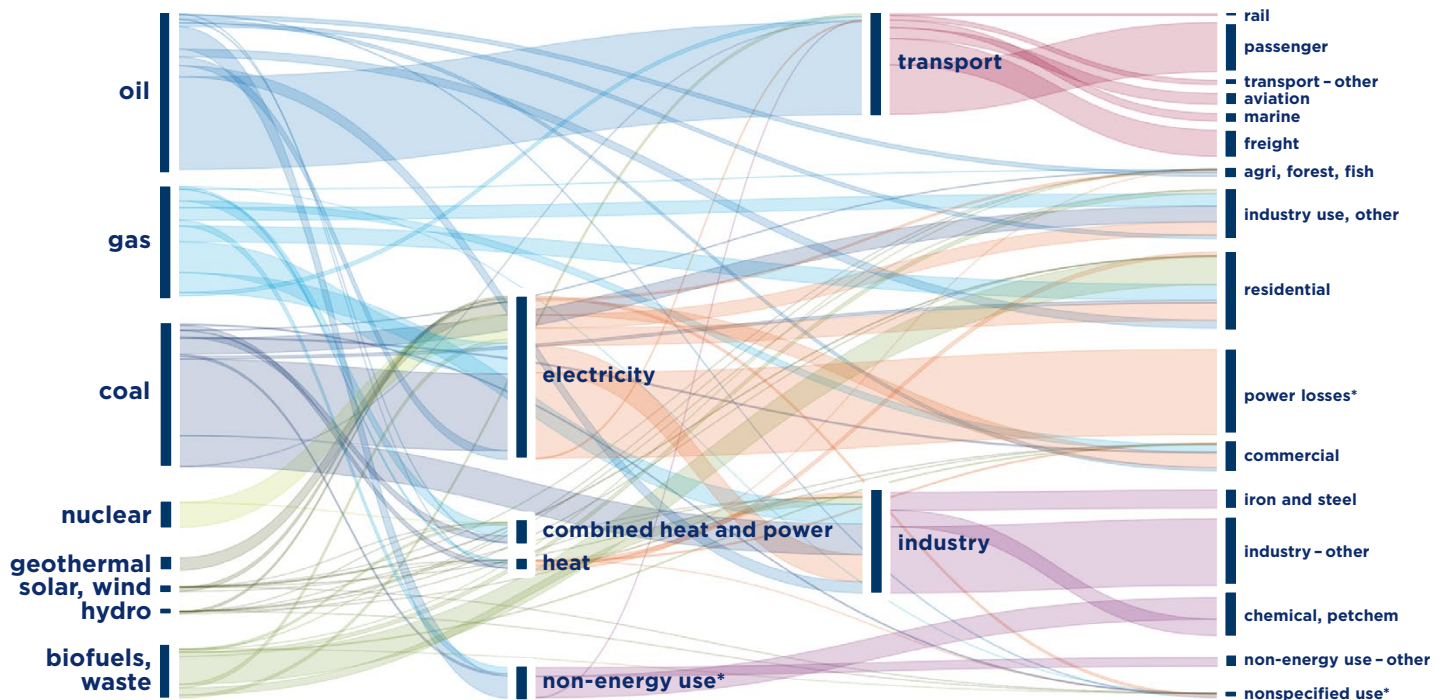 oil
gas
coal
nuclear
geothermal
solar, wind
hydro
biofuels,
waste
electricity
combined heat and power
heat
non-energy use*
transport
industry
rail
passenger
transport – other
aviation
marine
freight
agri, forest, fish
industry use, other
residential
power losses*
commercial
iron and steel
industry – other
chemical, petchem
non-energy use – other
nonspecified use*